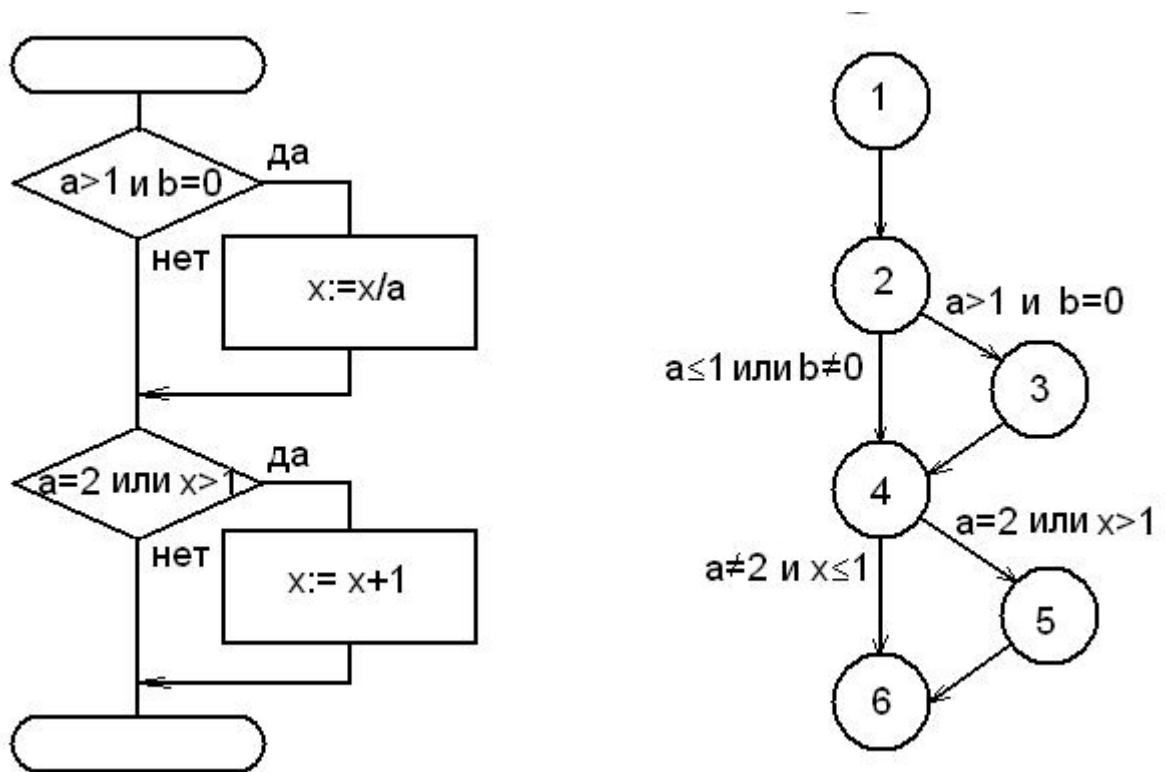 a>1 и b=0
да
нет
x:=x/a
a=2 или x>1
да
нет
x:= x+1
1
2
a>1 и b=0
a≤1 или b≠0
3
4
a=2 или x>1
a≠2 и x≤1
5
6